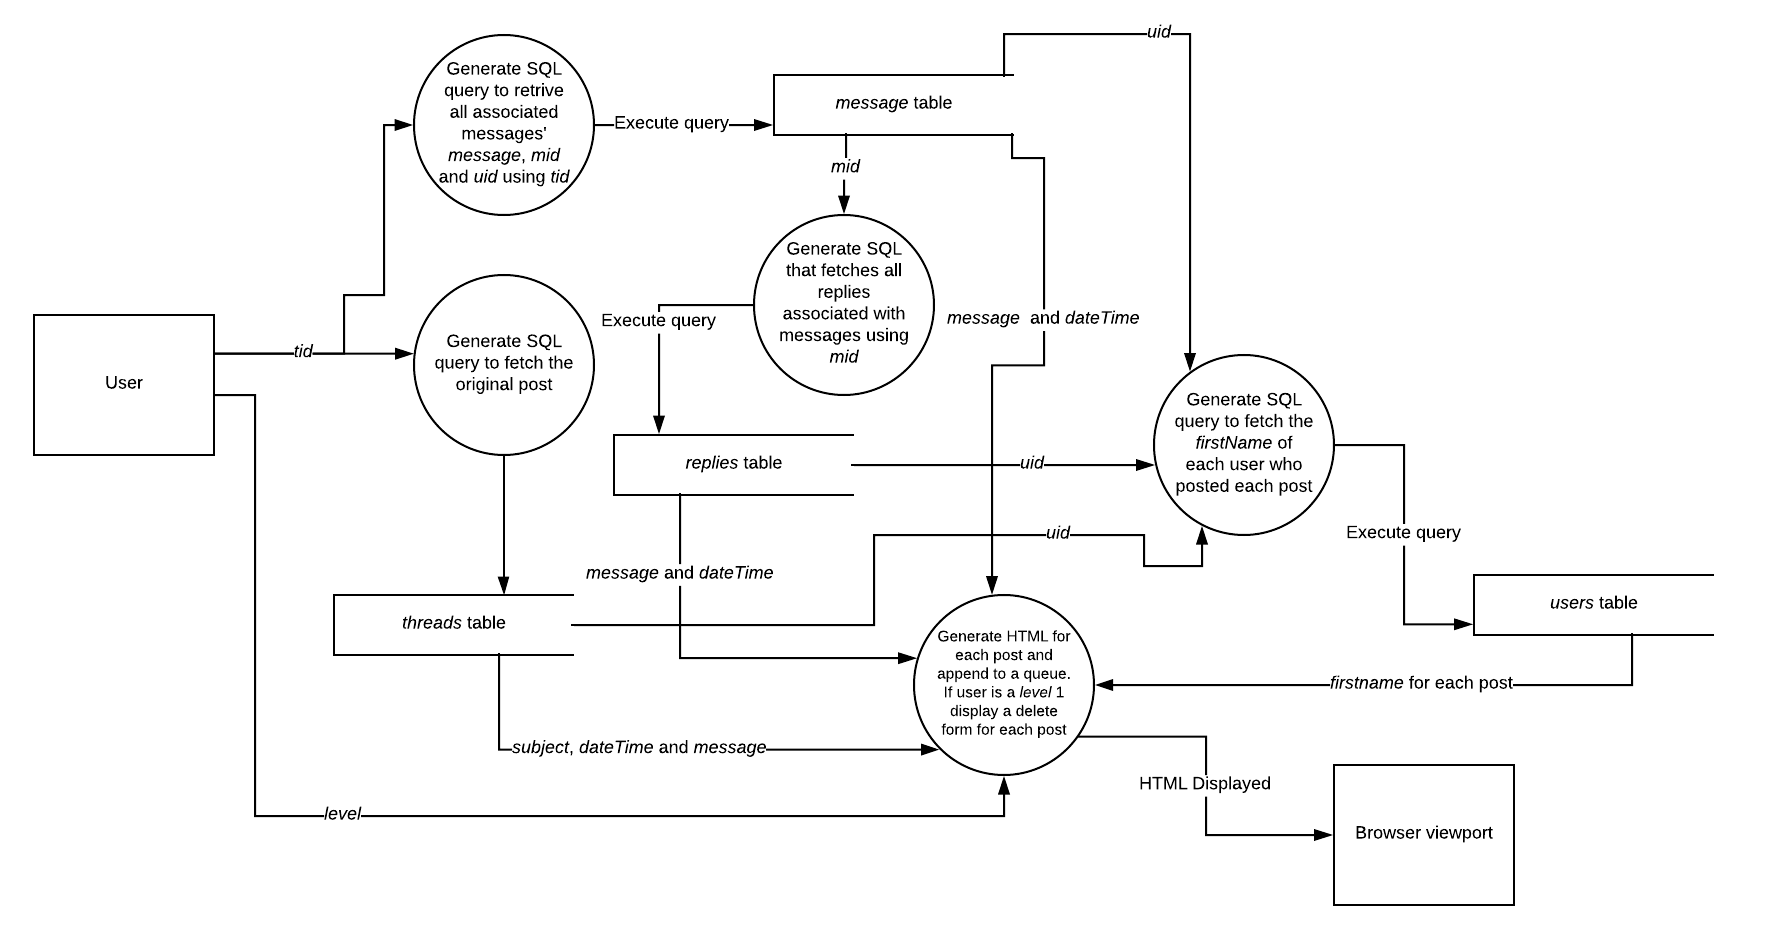 uid
Generate SQL
query to retrive
all associated
messages'
message, mid
and uid using tid
Execute query
message table
mid
Generate SQL
that fetches all
replies
associated with
messages using
mid
Execute query
message and dateTime
User
tid
Generate SQL
query to fetch the
original post
Generate SQL
query to fetch the
firstName of
each user who
posted each post
replies table
uid
uid
Execute query
message and dateTime
threads table
users table
Generate HTML for
each post and
append to a queue.
If user is a level 1
display a delete
form for each post
firstname for each post
subject, dateTime and message
HTML Displayed
level
Browser viewport